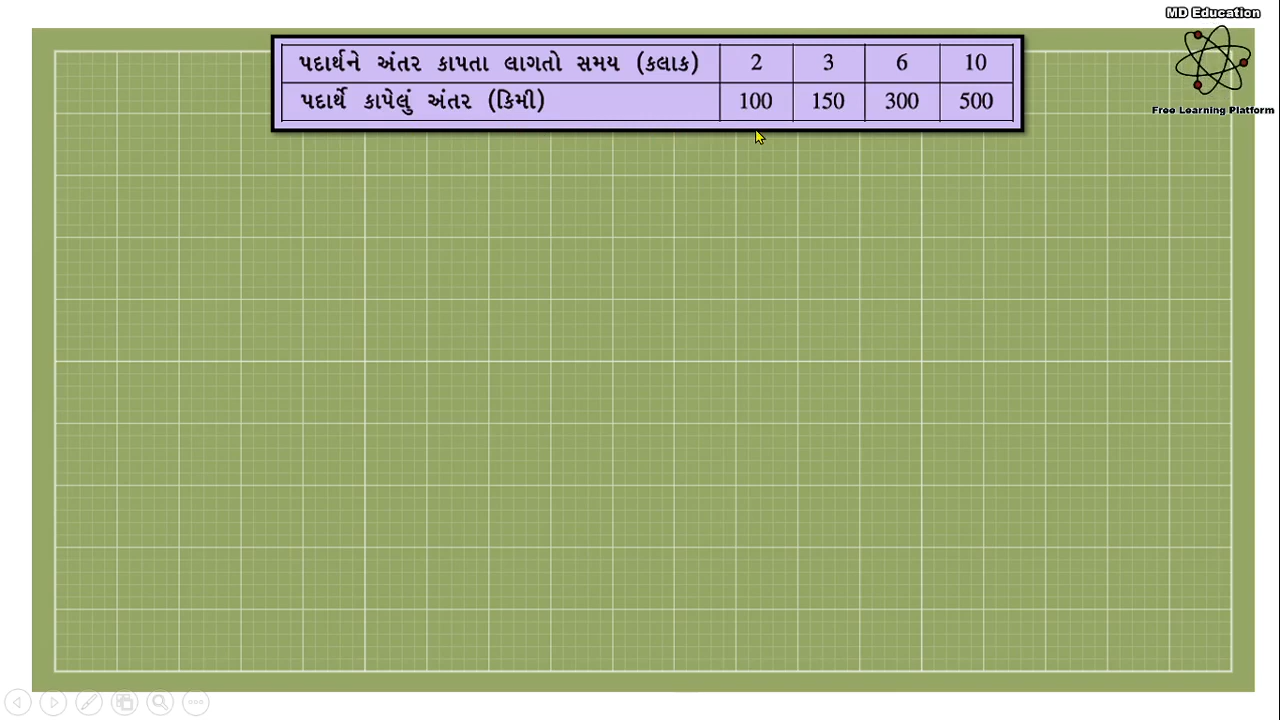 MD Education
પદાર્થને અંતર કાપતા લાગતો સમય (કલાક) 2 3 6 10
પદાર્થે કાપેલું અંતર (કિમી) 100 150 300 500
Free Learning Platform